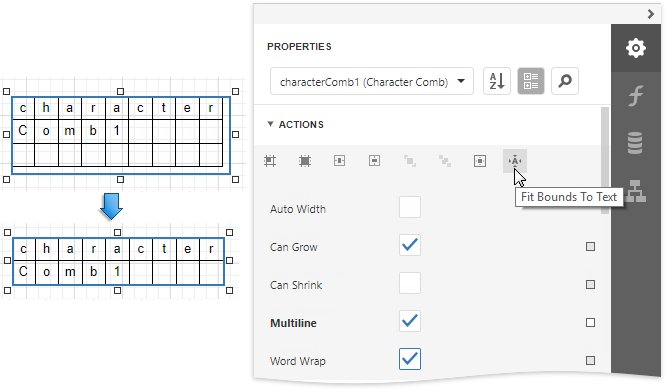 c h a r a c t e r
C o m b 1
c h a r a c t e r
C o m b 1
PROPERTIES
characterComb1 (Character Comb)
A Z
ACTIONS
A
Fit Bounds To Text
Auto Width
Can Grow
Can Shrink
Multiline
Word Wrap